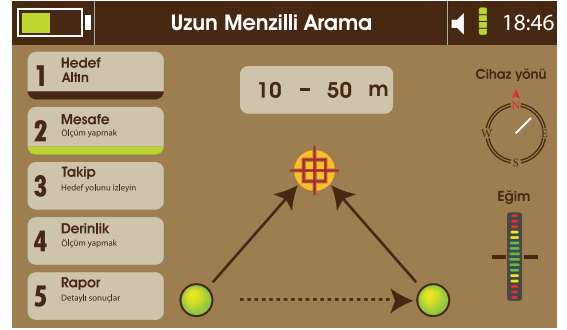 Uzun Menzilli Arama
18:46
1 Hedef
Altın
2 Mesafe
Ölçüm yapmak
3 Takip
Hedef yolunu izleyin
4 Derinlik
Ölçüm yapmak
5 Rapor
Detaylı sonuçlar
10 - 50 m
Cihaz yönü
N
W
E
S
Eğim